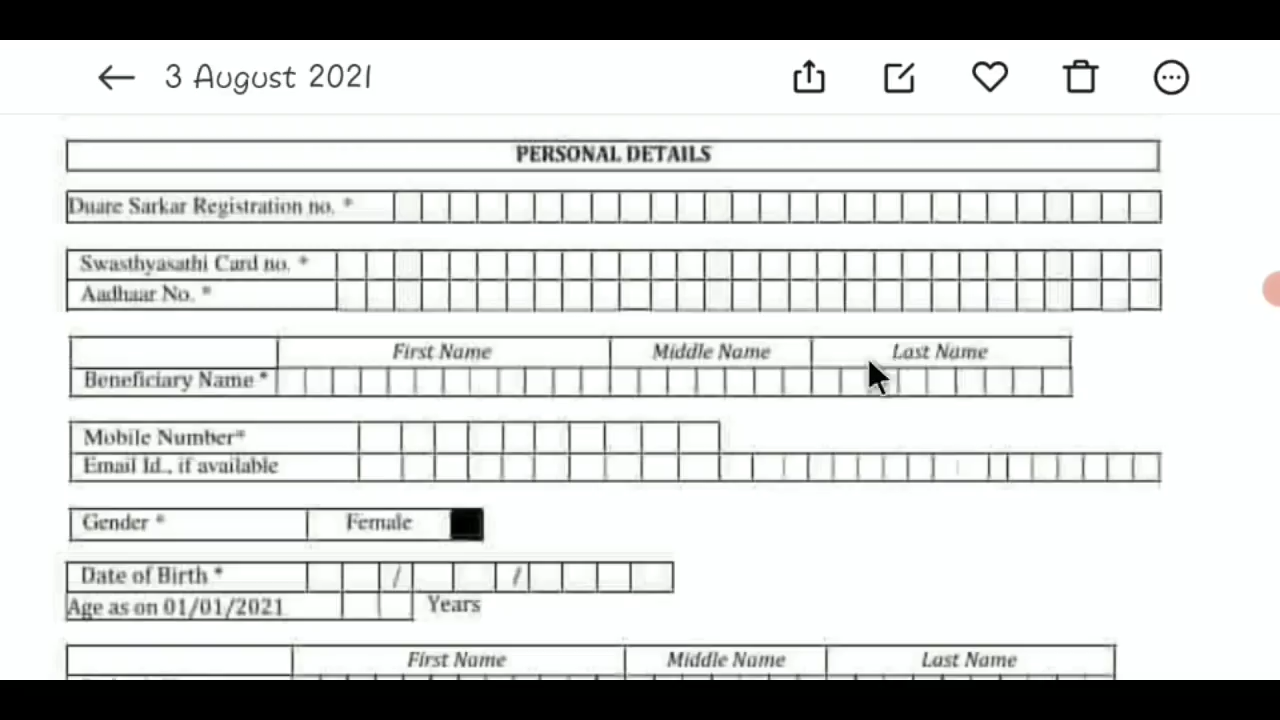 3 August 2021
PERSONAL DETAILS
Duare Sarkar Registration no. *
Swasthyasathi Card no. *
Aadhaar No. *
First Name Middle Name Last Name
Beneficiary Name *
Mobile Number*
Email Id., if available
Gender * Female
Date of Birth * / /
Age as on 01/01/2021 Years
First Name Middle Name Last Name